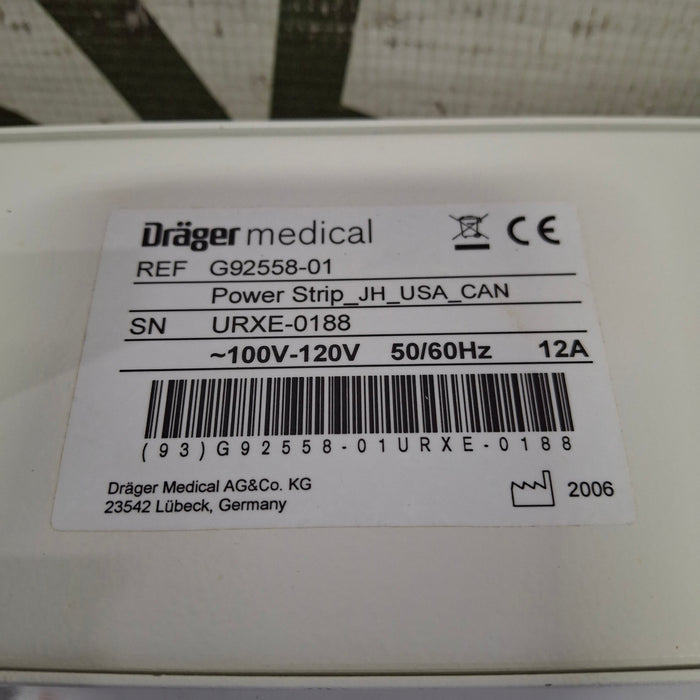 Dräger medical
CE
REF G92558-01
Power Strip_JH_USA_CAN
SN URXE-0188
~100V-120V 50/60Hz 12A
(93)G92558-01URXE-0188
Dräger Medical AG&Co. KG
23542 Lübeck, Germany
2006